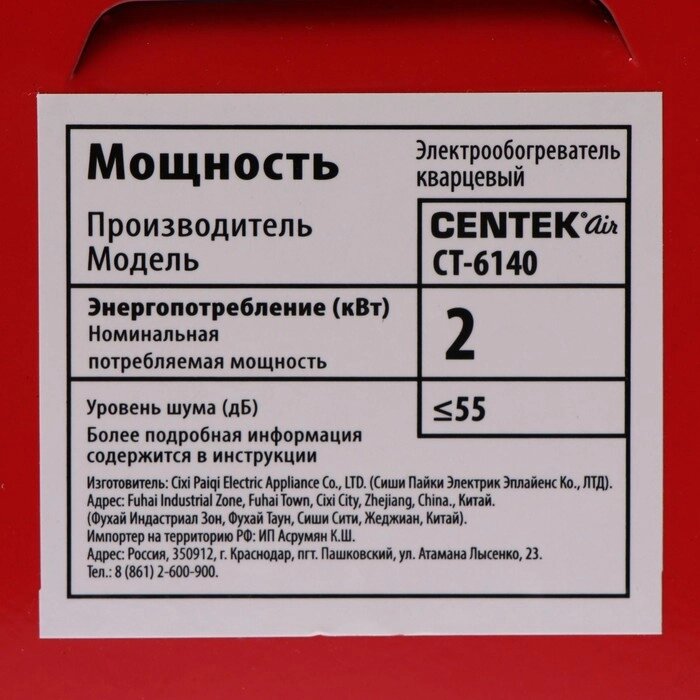 Мощность
Электрообогреватель
кварцевый
Производитель
CENTEK® Air
Модель
CT-6140
Энергопотребление (кВт)
Номинальная
потребляемая мощность
2
Уровень шума (дБ)
≤55
Более подробная информация
содержится в инструкции
Изготовитель: Cixi Paiqi Electric Appliance Co., LTD. (Сиши Пайки Электрик Эплайенс Ко., ЛТД).
Адрес: Fuhai Industrial Zone, Fuhai Town, Cixi City, Zhejiang, China., Китай.
(Фухай Индастриал Зон, Фухай Таун, Сиши Сити, Жеджиан, Китай).
Импортер на территорию РФ: ИП Асрумян К.Ш.
Адрес: Россия, 350912, г. Краснодар, пгт. Пашковский, ул. Атамана Лысенко, 23.
Тел.: 8 (861) 2-600-900.